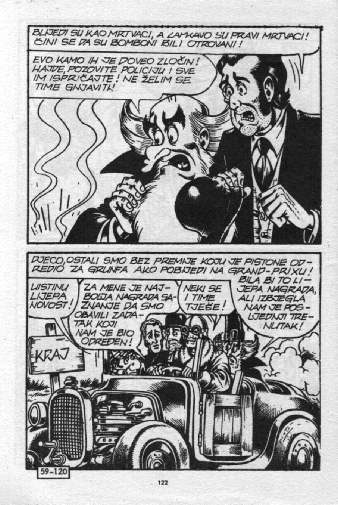 BLIJEDI SU KAO MRTVACI, A ZAPRAVO SU PRAVI MRTVACI!
ČINI SE DA SU BOMBONI BILI OTROVANI!
EVO KAMO IH JE DOVEO ZLOČIN!
HAJDE, POZOVITE POLICIJU I SVE
IM ISPRIČAJTE! NE ŽELIM SE
TIME GNJAVITI!
DJECO, OSTALI SMO BEZ PREMIJE KOJU JE PISTONE OD-
REDIO ZA GRUNFA AKO POBIJEDI NA GRAND-PRIXU!
UISTINU
LIJEPA
NOVOST!
ZA MENE JE NAJ-
BOLJA NAGRADA SA-
ZNANJE DA SMO
OBAVILI ZADA-
TAK KOJI
NAM JE BIO
ODREĐEN!
NEKI SE
I TIME
TJEŠE!
BILA BI TO LI-
JEPA NAGRADA,
ALI IZBJEGLA
NAM JE POS-
LJEDNJI TRE-
NUTAK!
KRAJ
59-120
122